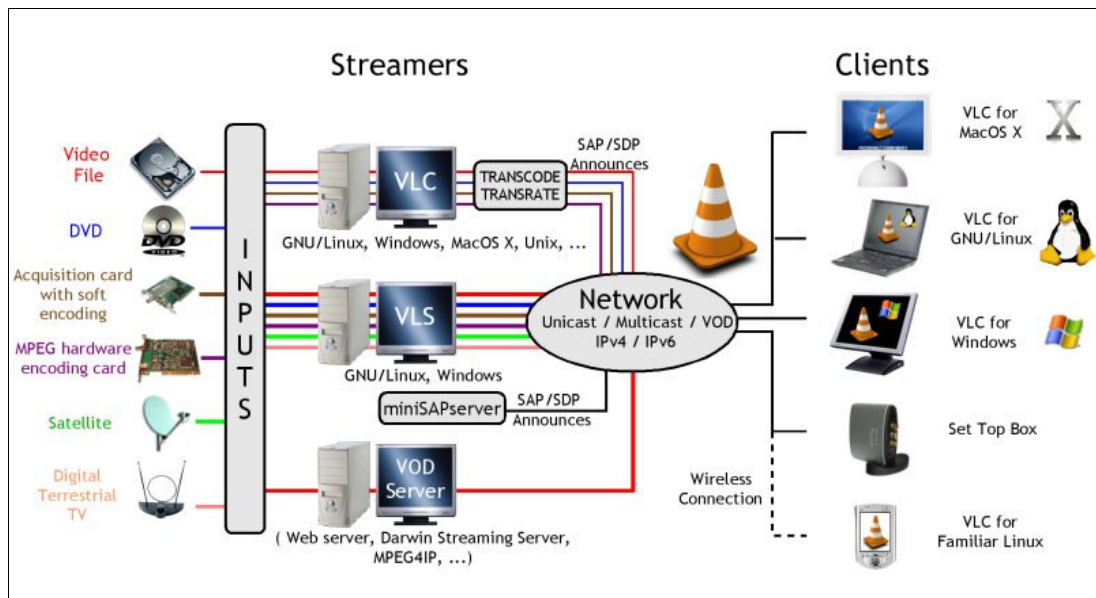 Streamers
Clients
Video
File
DVD
DVD
VIDEO
Acquisition card
with soft
encoding
MPEG hardware
encoding card
Satellite
Digital
Terrestrial
TV
INPUTS
VLC
TRANSCODE
TRANSRATE
SAP/SDP
Announces
GNU/Linux, Windows, MacOS X, Unix, ...
VLS
GNU/Linux, Windows
Network
Unicast / Multicast / VOD
IPv4 / IPv6
miniSAPserver
SAP/SDP
Announces
VOD
Server
( Web server, Darwin Streaming Server,
MPEG4IP, ...)
Wireless
Connection
VLC for
MacOS X
X
VLC for
GNU/Linux
VLC for
Windows
Set Top Box
VLC for
Familiar Linux